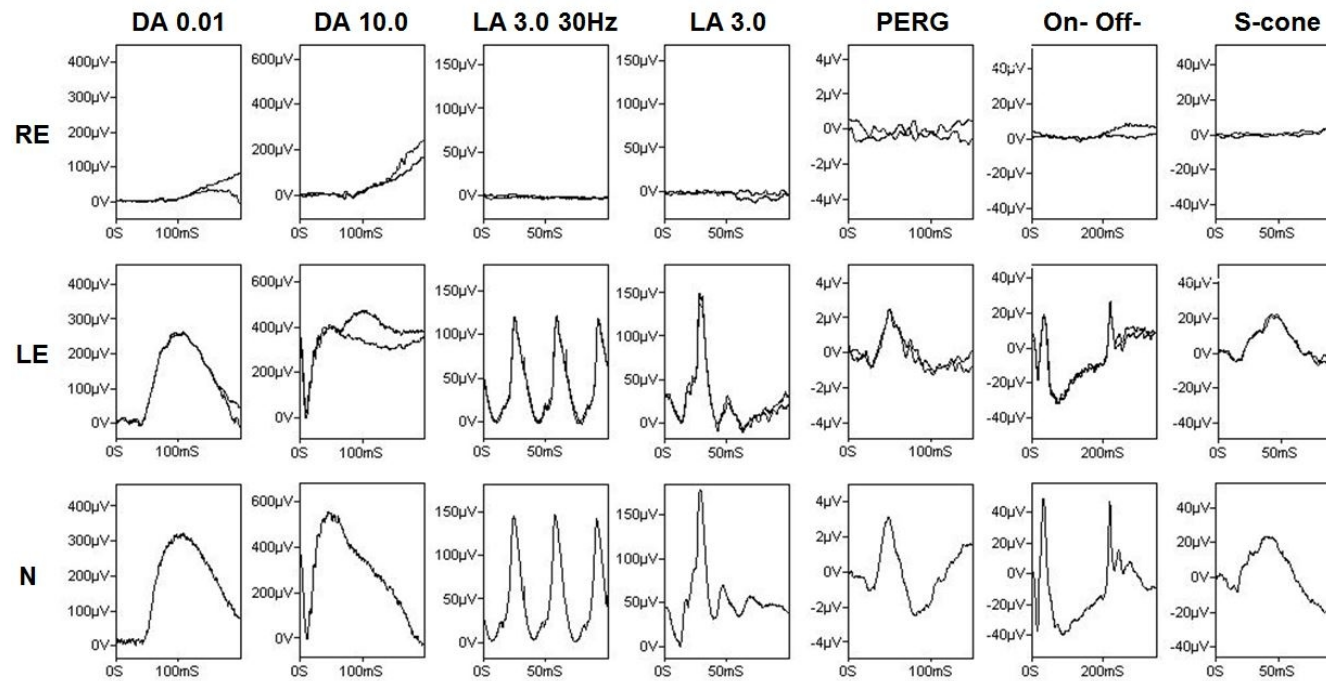 DA 0.01 DA 10.0 LA 3.0 30Hz LA 3.0 PERG On- Off- S-cone
RE
400µV 300µV 200µV 100µV 0V
0S 100mS
600µV 400µV 200µV 0V
0S 100mS
150µV 100µV 50µV 0V
0S 50mS
150µV 100µV 50µV 0V
0S 50mS
4µV 2µV 0V -2µV -4µV
0S 100mS
40µV 20µV 0V -20µV -40µV
0S 200mS
40µV 20µV 0V -20µV -40µV
0S 50mS
LE
400µV 300µV 200µV 100µV 0V
0S 100mS
600µV 400µV 200µV 0V
0S 100mS
150µV 100µV 50µV 0V
0S 50mS
150µV 100µV 50µV 0V
0S 50mS
4µV 2µV 0V -2µV -4µV
0S 100mS
40µV 20µV 0V -20µV -40µV
0S 200mS
40µV 20µV 0V -20µV -40µV
0S 50mS
N
400µV 300µV 200µV 100µV 0V
0S 100mS
600µV 400µV 200µV 0V
0S 100mS
150µV 100µV 50µV 0V
0S 50mS
150µV 100µV 50µV 0V
0S 50mS
4µV 2µV 0V -2µV -4µV
0S 100mS
40µV 20µV 0V -20µV -40µV
0S 200mS
40µV 20µV 0V -20µV -40µV
0S 50mS